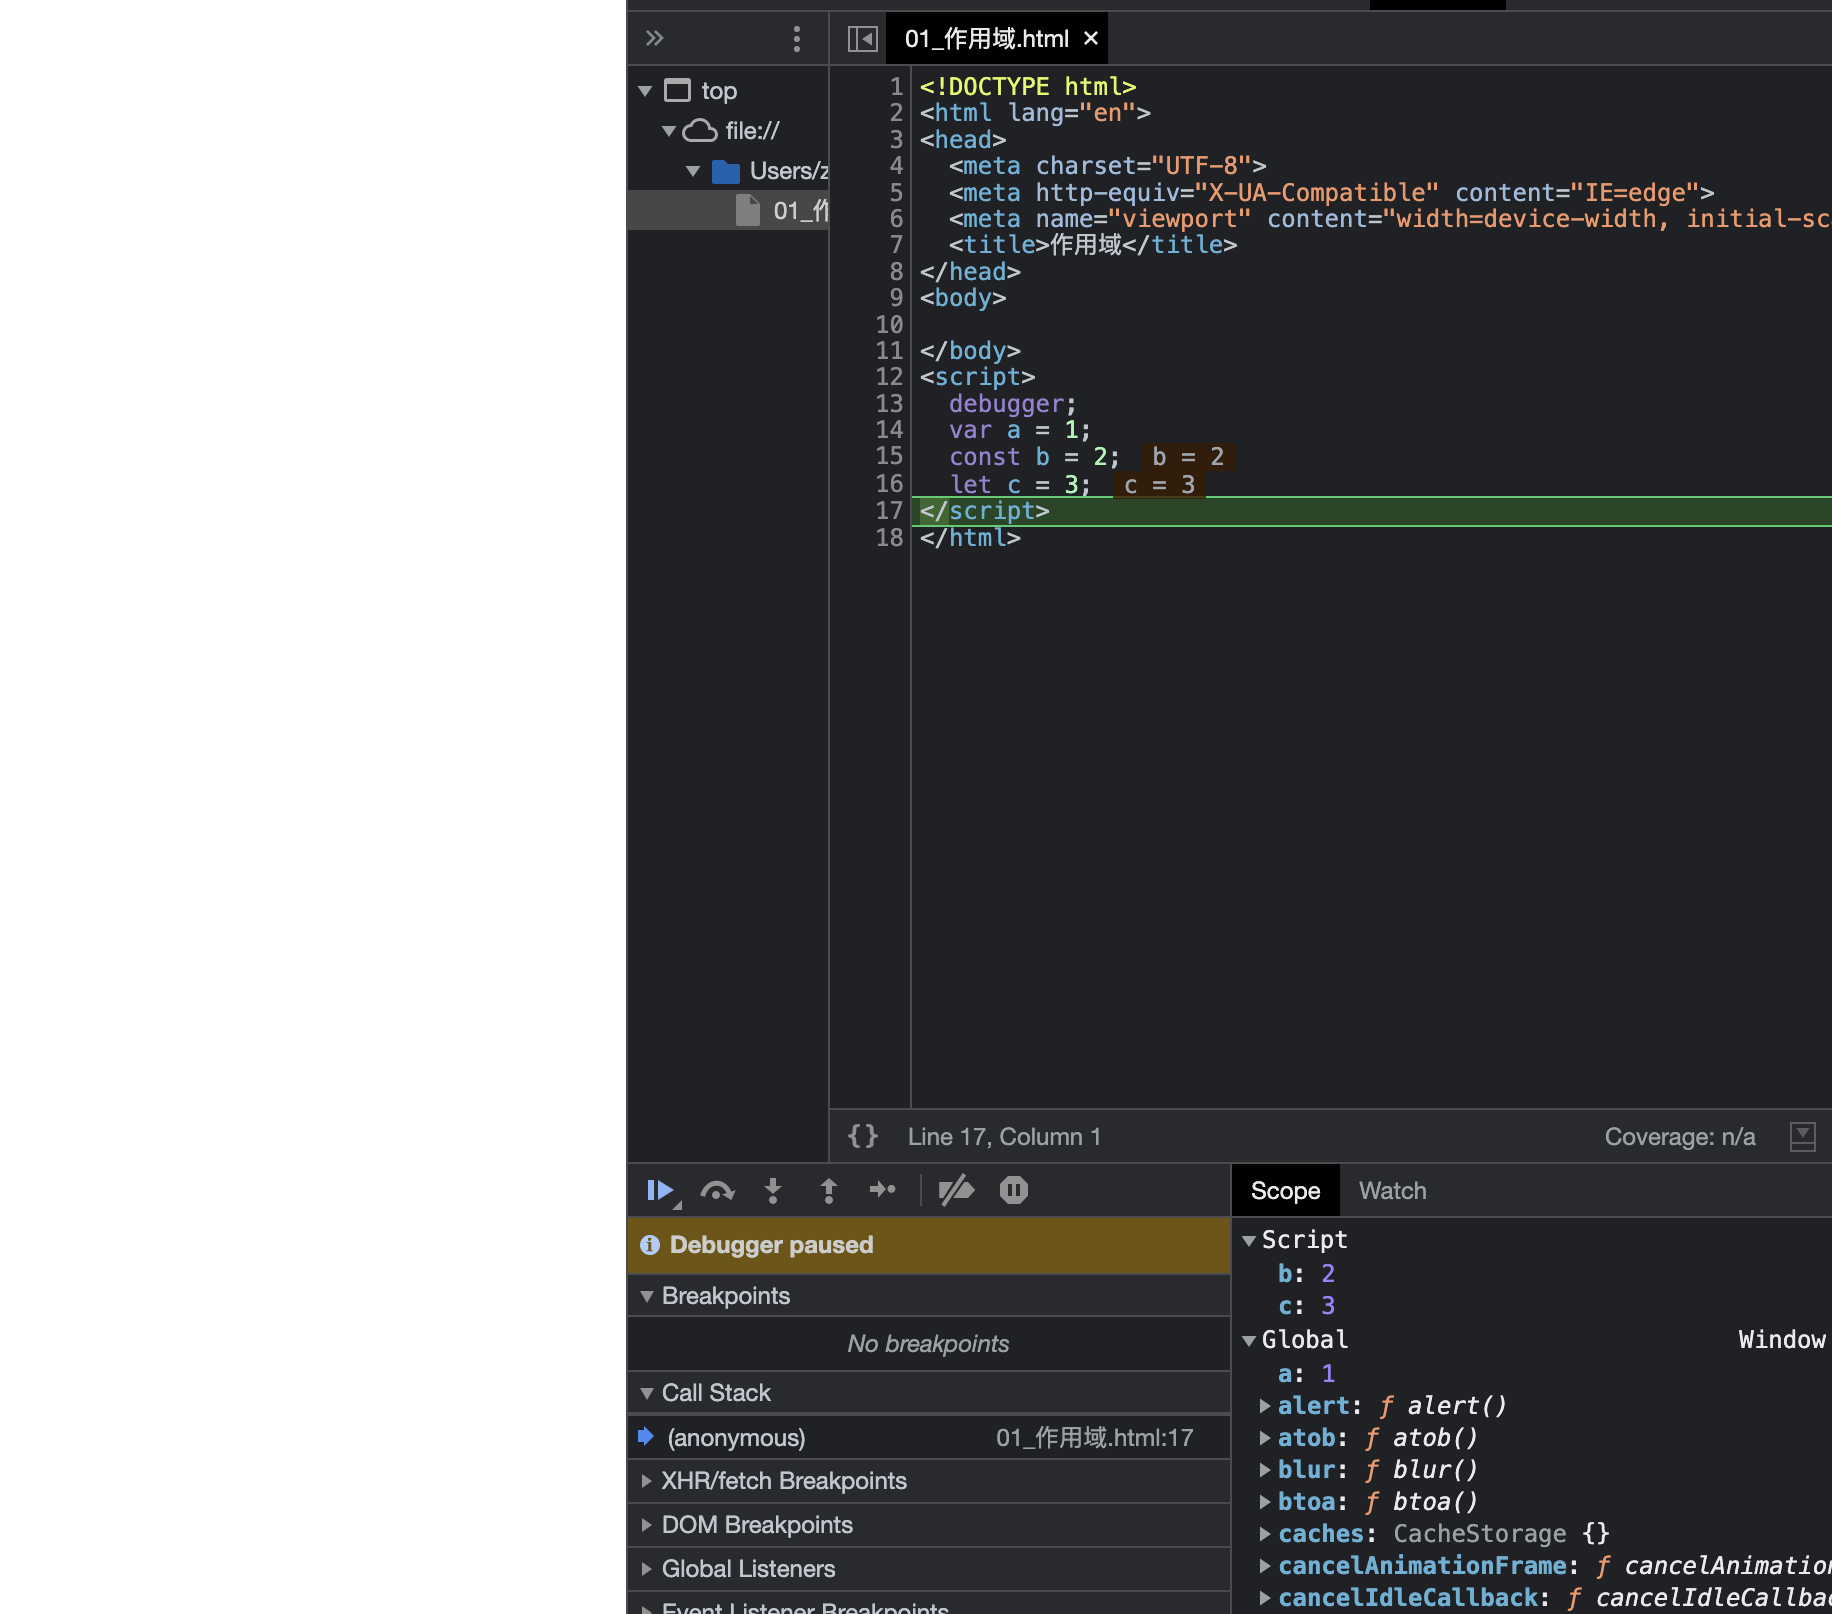 01_作用域.html ×
top
file://
Users/z
01_作
1 <!DOCTYPE html>
2 <html lang="en">
3 <head>
4 <meta charset="UTF-8">
5 <meta http-equiv="X-UA-Compatible" content="IE=edge">
6 <meta name="viewport" content="width=device-width, initial-sc
7 <title>作用域</title>
8 </head>
9 <body>
10
11 </body>
12 <script>
13 debugger;
14 var a = 1;
15 const b = 2; b = 2
16 let c = 3; c = 3
17 </script>
18 </html>
{} Line 17, Column 1 Coverage: n/a
Debugger paused
Breakpoints
No breakpoints
Call Stack
(anonymous) 01_作用域.html:17
XHR/fetch Breakpoints
DOM Breakpoints
Global Listeners
Event Listener Breakpoints
Scope Watch
Script
b: 2
c: 3
Global Window
a: 1
alert: ƒ alert()
atob: ƒ atob()
blur: ƒ blur()
btoa: ƒ btoa()
caches: CacheStorage {}
cancelAnimationFrame: ƒ cancelAnimation
cancelIdleCallback: ƒ cancelIdleCallba